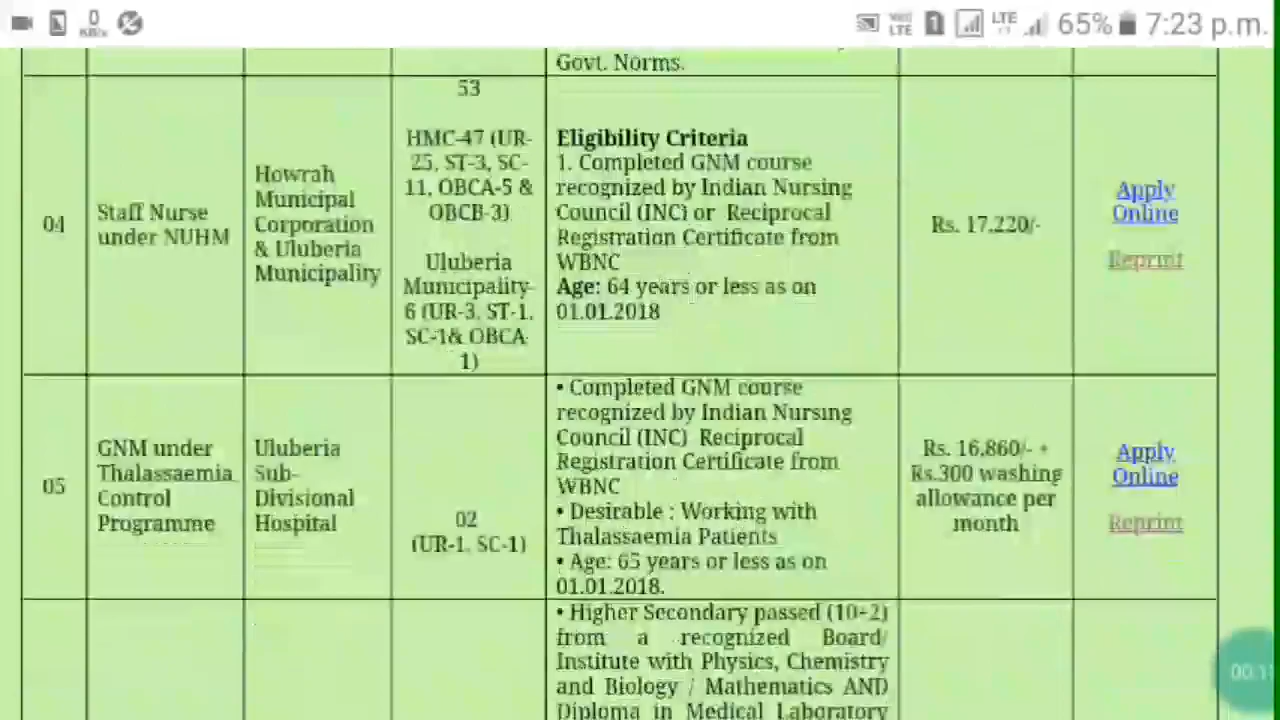 0
KB/s
VoLTE
LTE
1
LTE
65%
7:23 p.m.
Govt. Norms.
04
Staff Nurse
under NUHM
Howrah
Municipal
Corporation
& Uluberia
Municipality
53
HMC-47 (UR-
25, ST-3, SC-
11, OBCA-5 &
OBCB-3)
Uluberia
Municipality-
6 (UR-3, ST-1,
SC-1& OBCA-
1)
Eligibility Criteria
1. Completed GNM course
recognized by Indian Nursing
Council (INC) or Reciprocal
Registration Certificate from
WBNC
Age: 64 years or less as on
01.01.2018
Rs. 17,220/-
Apply
Online
Reprint
05
GNM under
Thalassaemia
Control
Programme
Uluberia
Sub-
Divisional
Hospital
02
(UR-1, SC-1)
• Completed GNM course
recognized by Indian Nursing
Council (INC) Reciprocal
Registration Certificate from
WBNC
• Desirable : Working with
Thalassaemia Patients
• Age: 65 years or less as on
01.01.2018.
Rs. 16,860/- +
Rs.300 washing
allowance per
month
Apply
Online
Reprint
• Higher Secondary passed (10+2)
from a recognized Board/
Institute with Physics, Chemistry
and Biology / Mathematics AND
Diploma in Medical Laboratory